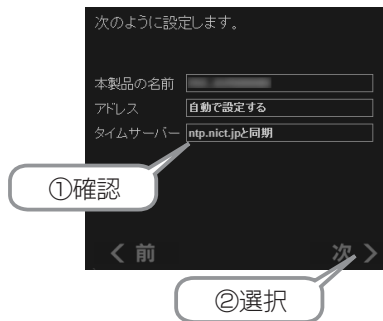 次のように設定します。
本製品の名前
アドレス 自動で設定する
タイムサーバー ntp.nict.jpと同期
①確認
＜前 次＞
②選択